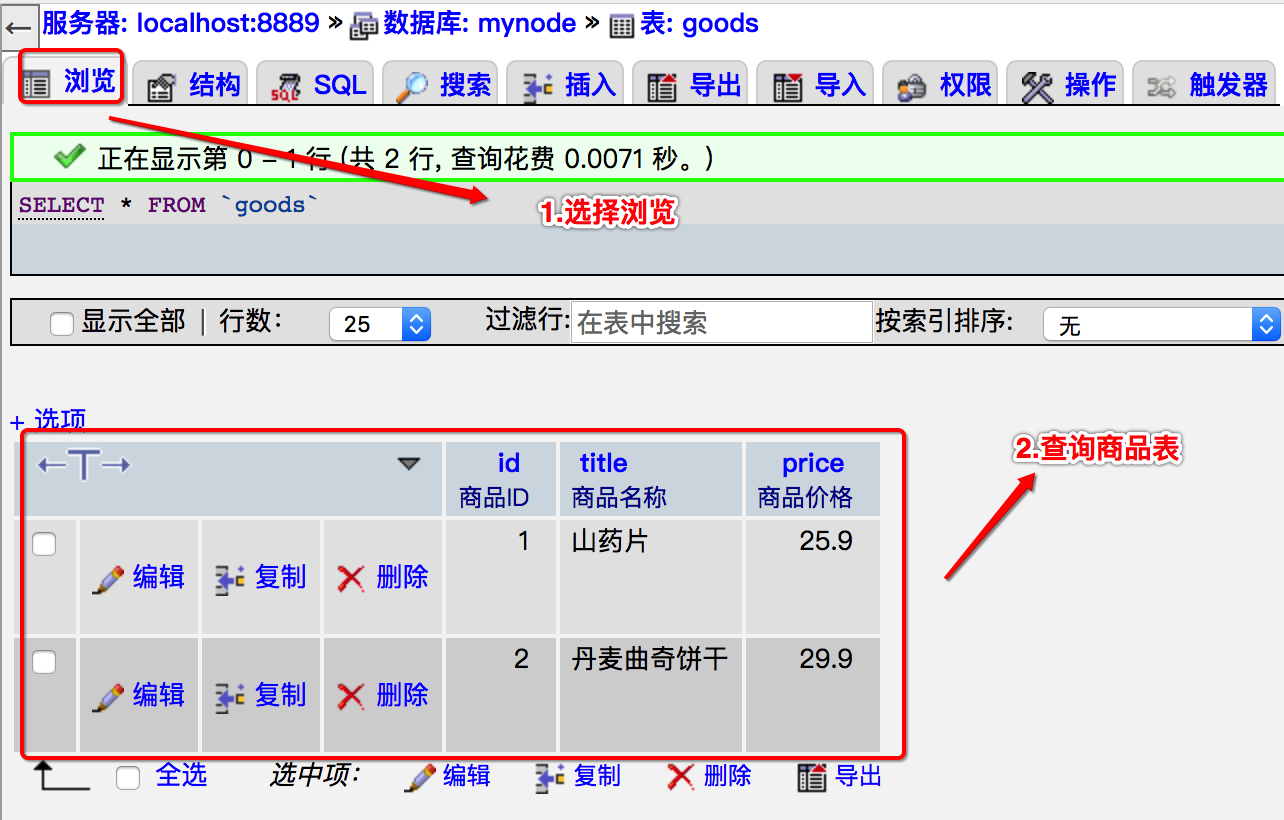 服务器: localhost:8889 » 数据库: mynode » 表: goods
浏览 结构 SQL 搜索 插入 导出 导入 权限 操作 触发器
正在显示第 0 - 1 行 (共 2 行, 查询花费 0.0071 秒。)
SELECT * FROM `goods`
1.选择浏览
显示全部 | 行数: 25 过滤行: 在表中搜索 按索引排序: 无
+ 选项
2.查询商品表
←T→ id title price
商品ID 商品名称 商品价格
1 山药片 25.9
编辑 复制 删除
2 丹麦曲奇饼干 29.9
编辑 复制 删除
全选 选中项: 编辑 复制 删除 导出